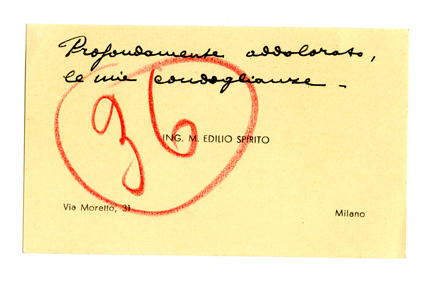 Profondamente addolorato,
le mie condoglianze -
36
ING. M. EDILIO SPIRITO
Via Moretto, 31 Milano